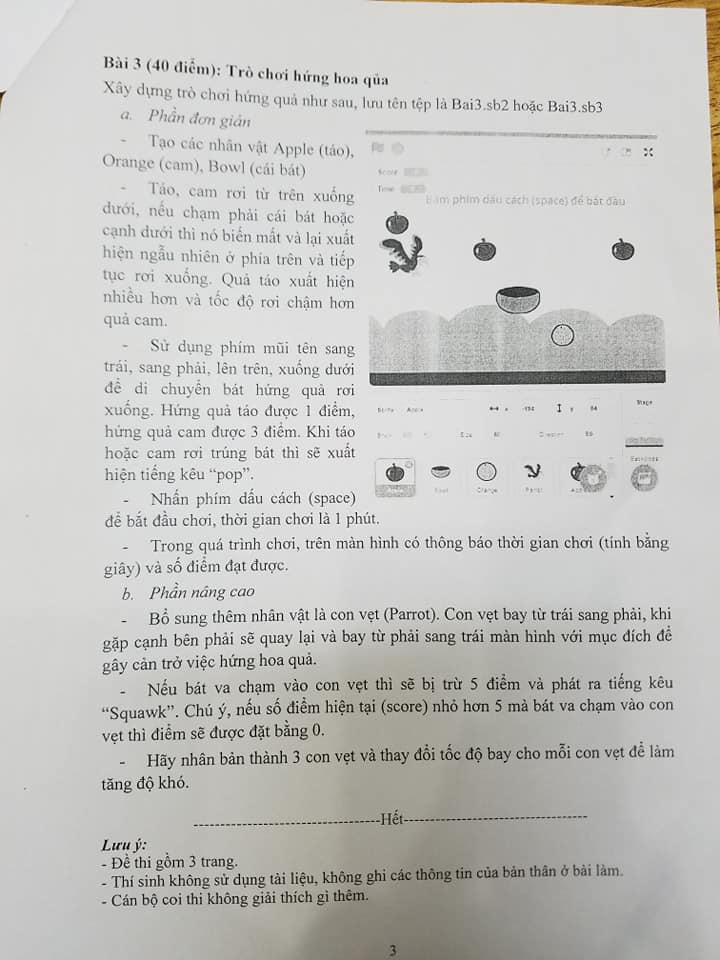 Bài 3 (40 điểm): Trò chơi hứng hoa qủa
Xây dựng trò chơi hứng quả như sau, lưu tên tệp là Bai3.sb2 hoặc Bai3.sb3
a. Phần đơn giản
- Tạo các nhân vật Apple (táo),
Orange (cam), Bowl (cái bát)
- Táo, cam rơi từ trên xuống
dưới, nếu chạm phải cái bát hoặc
cạnh dưới thì nó biến mất và lại xuất
hiện ngẫu nhiên ở phía trên và tiếp
tục rơi xuống. Quả táo xuất hiện
nhiều hơn và tốc độ rơi chậm hơn
quả cam.
- Sử dụng phím mũi tên sang
trái, sang phải, lên trên, xuống dưới
để di chuyển bát hứng quả rơi
xuống. Hứng quả táo được 1 điểm,
hứng quả cam được 3 điểm. Khi táo
hoặc cam rơi trúng bát thì sẽ xuất
hiện tiếng kêu “pop”.
- Nhấn phím dấu cách (space)
để bắt đầu chơi, thời gian chơi là 1 phút.
Score
Time
Bấm phím dấu cách (space) để bắt đầu
Apple
x
y
Size
Stage
Bowl
Orange
Parrot
Backdrops
- Trong quá trình chơi, trên màn hình có thông báo thời gian chơi (tính bằng
giây) và số điểm đạt được.
b. Phần nâng cao
- Bổ sung thêm nhân vật là con vẹt (Parrot). Con vẹt bay từ trái sang phải, khi
gặp cạnh bên phải sẽ quay lại và bay từ phải sang trái màn hình với mục đích để
gây cản trở việc hứng hoa quả.
- Nếu bát va chạm vào con vẹt thì sẽ bị trừ 5 điểm và phát ra tiếng kêu
“Squawk”. Chú ý, nếu số điểm hiện tại (score) nhỏ hơn 5 mà bát va chạm vào con
vẹt thì điểm sẽ được đặt bằng 0.
- Hãy nhân bản thành 3 con vẹt và thay đổi tốc độ bay cho mỗi con vẹt để làm
tăng độ khó.
-----------------------------------Hết-----------------------------------
Lưu ý:
- Đề thi gồm 3 trang.
- Thí sinh không sử dụng tài liệu, không ghi các thông tin của bản thân ở bài làm.
- Cán bộ coi thi không giải thích gì thêm.
3